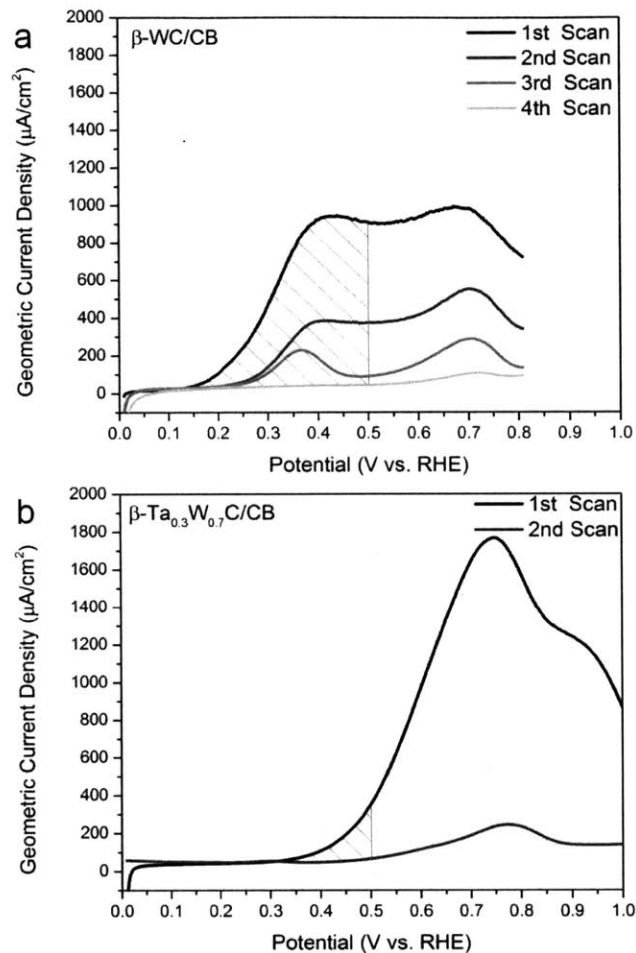 a
β-WC/CB
1st Scan
2nd Scan
3rd Scan
4th Scan
2000
1800
1600
1400
1200
1000
800
600
400
200
0
Geometric Current Density (µA/cm²)
0.0 0.1 0.2 0.3 0.4 0.5 0.6 0.7 0.8 0.9 1.0
Potential (V vs. RHE)
b
β-Ta₀.₃W₀.₇C/CB
1st Scan
2nd Scan
2000
1800
1600
1400
1200
1000
800
600
400
200
0
Geometric Current Density (µA/cm²)
0.0 0.1 0.2 0.3 0.4 0.5 0.6 0.7 0.8 0.9 1.0
Potential (V vs. RHE)